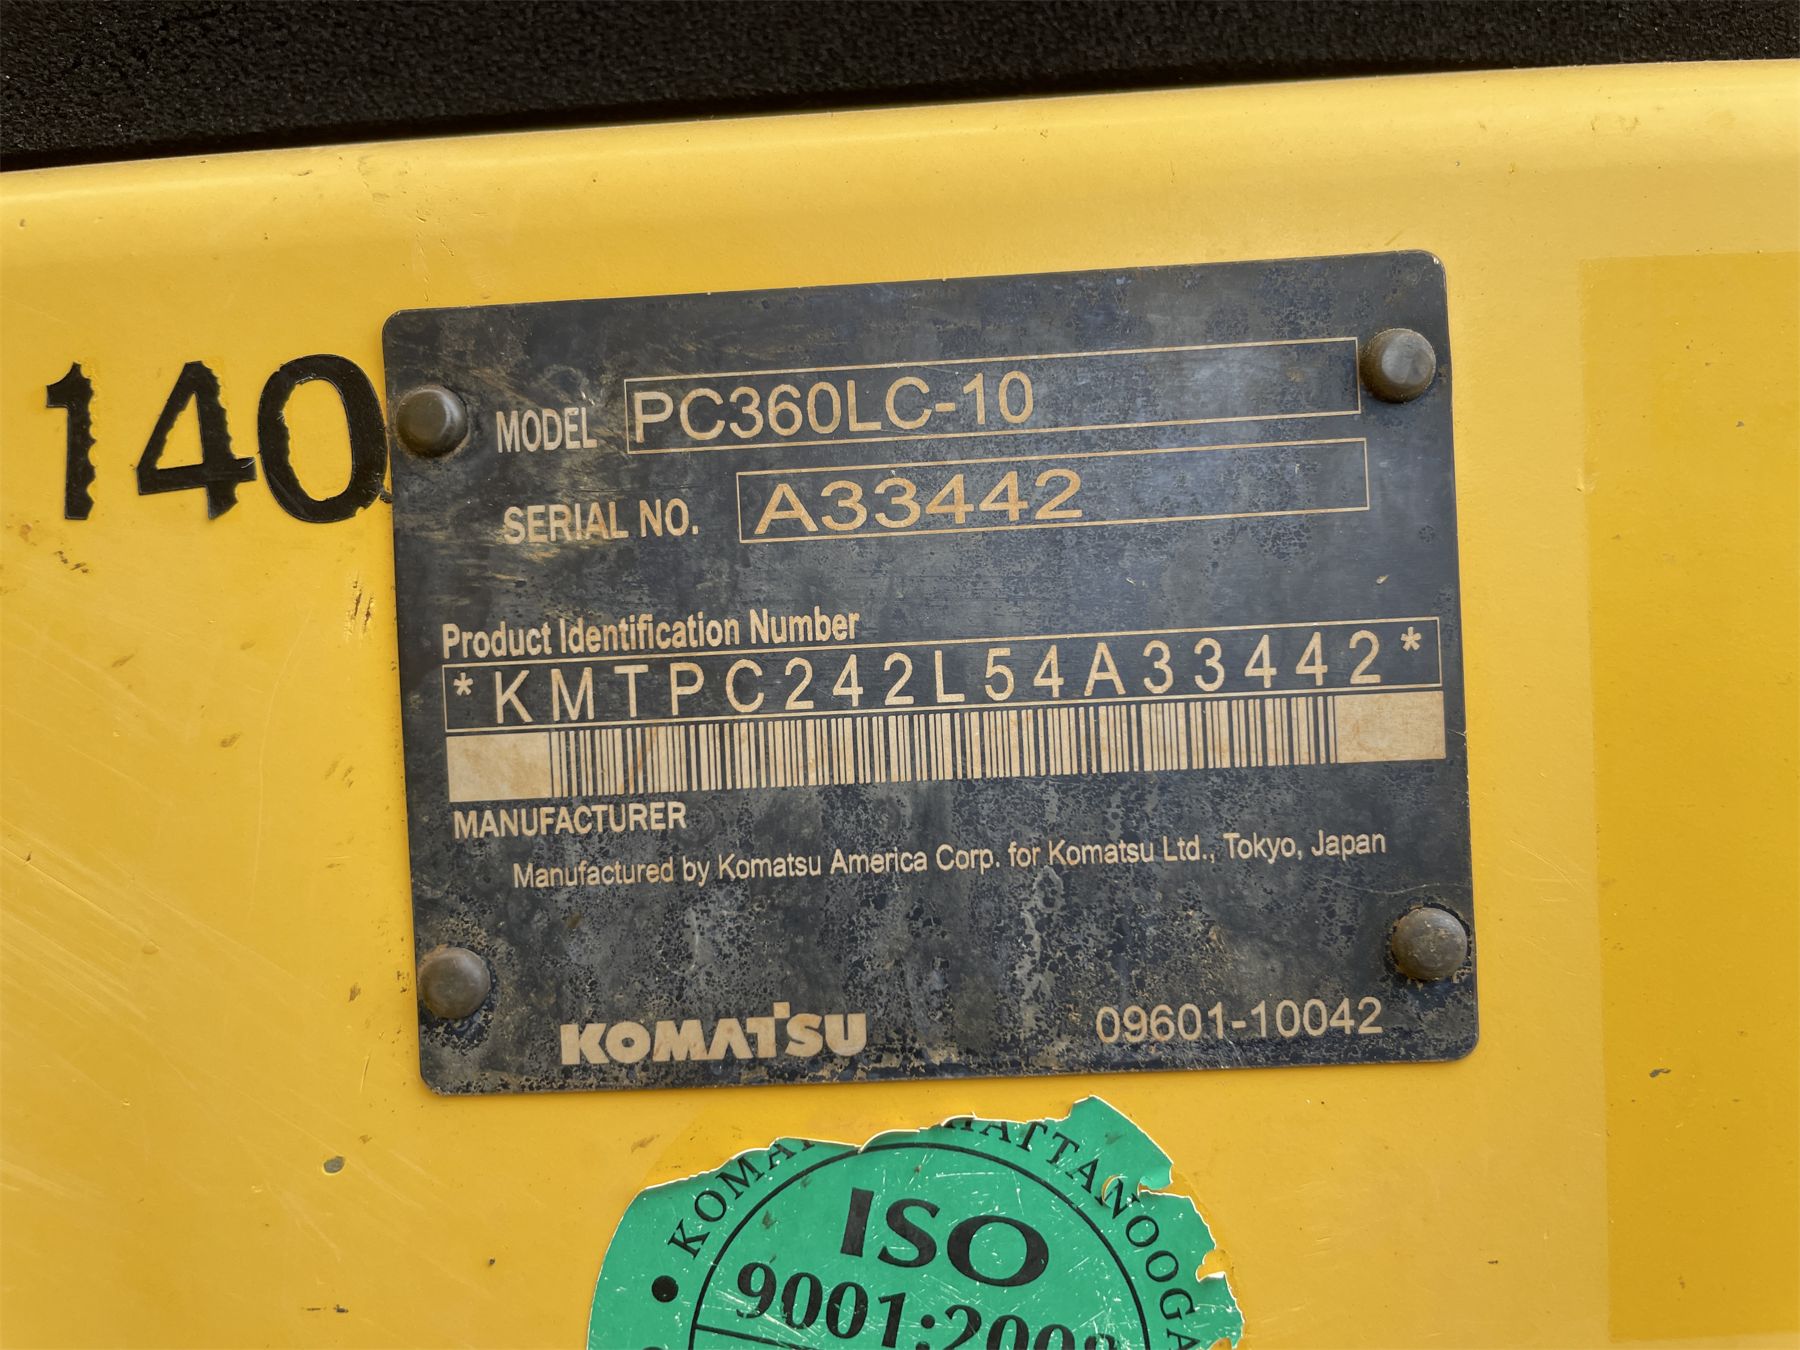 140
MODEL PC360LC-10
SERIAL NO. A33442
Product Identification Number
*KMTPC242L54A33442*
MANUFACTURER
Manufactured by Komatsu America Corp. for Komatsu Ltd., Tokyo, Japan
KOMATSU 09601-10042
ISO